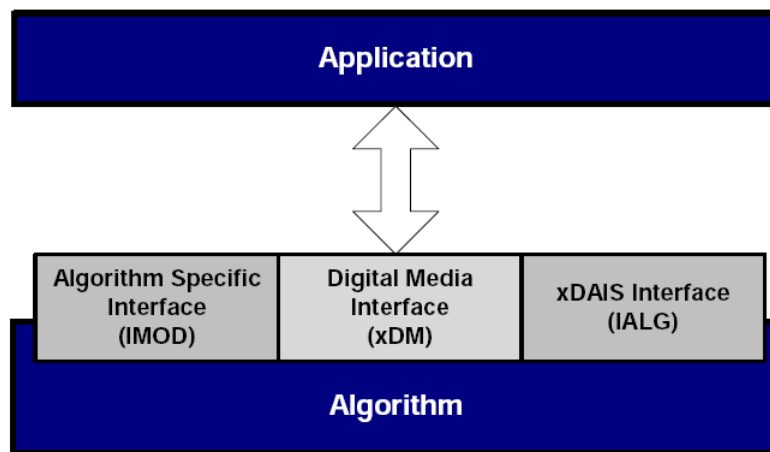 Application
Algorithm Specific
Interface
(IMOD)
Digital Media
Interface
(xDM)
xDAIS Interface
(IALG)
Algorithm